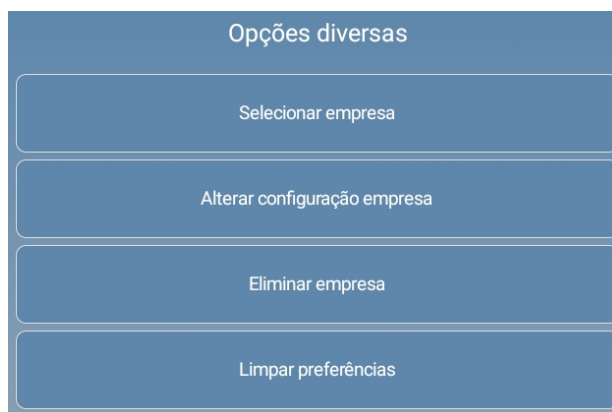 Opções diversas
Selecionar empresa
Alterar configuração empresa
Eliminar empresa
Limpar preferências